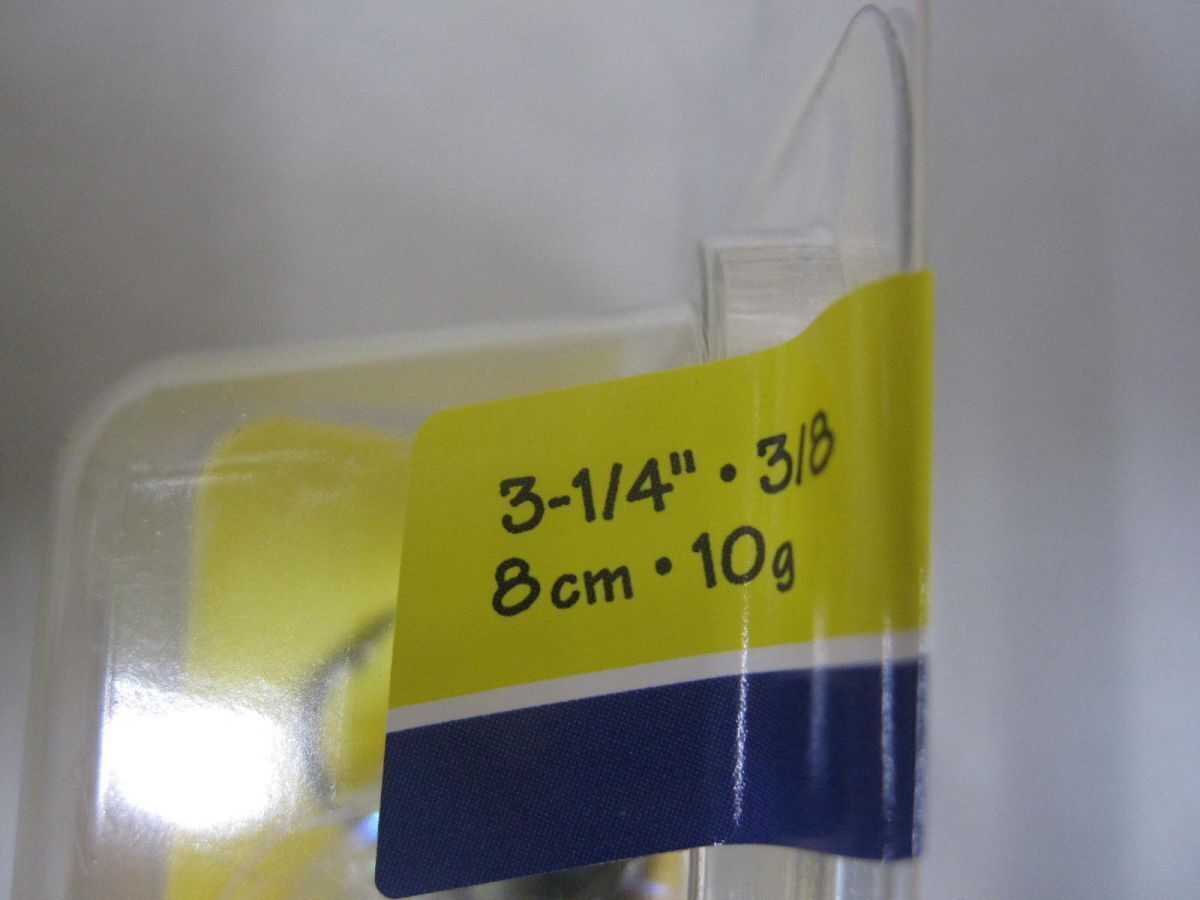 3-1/4" • 3/8
8cm • 10g